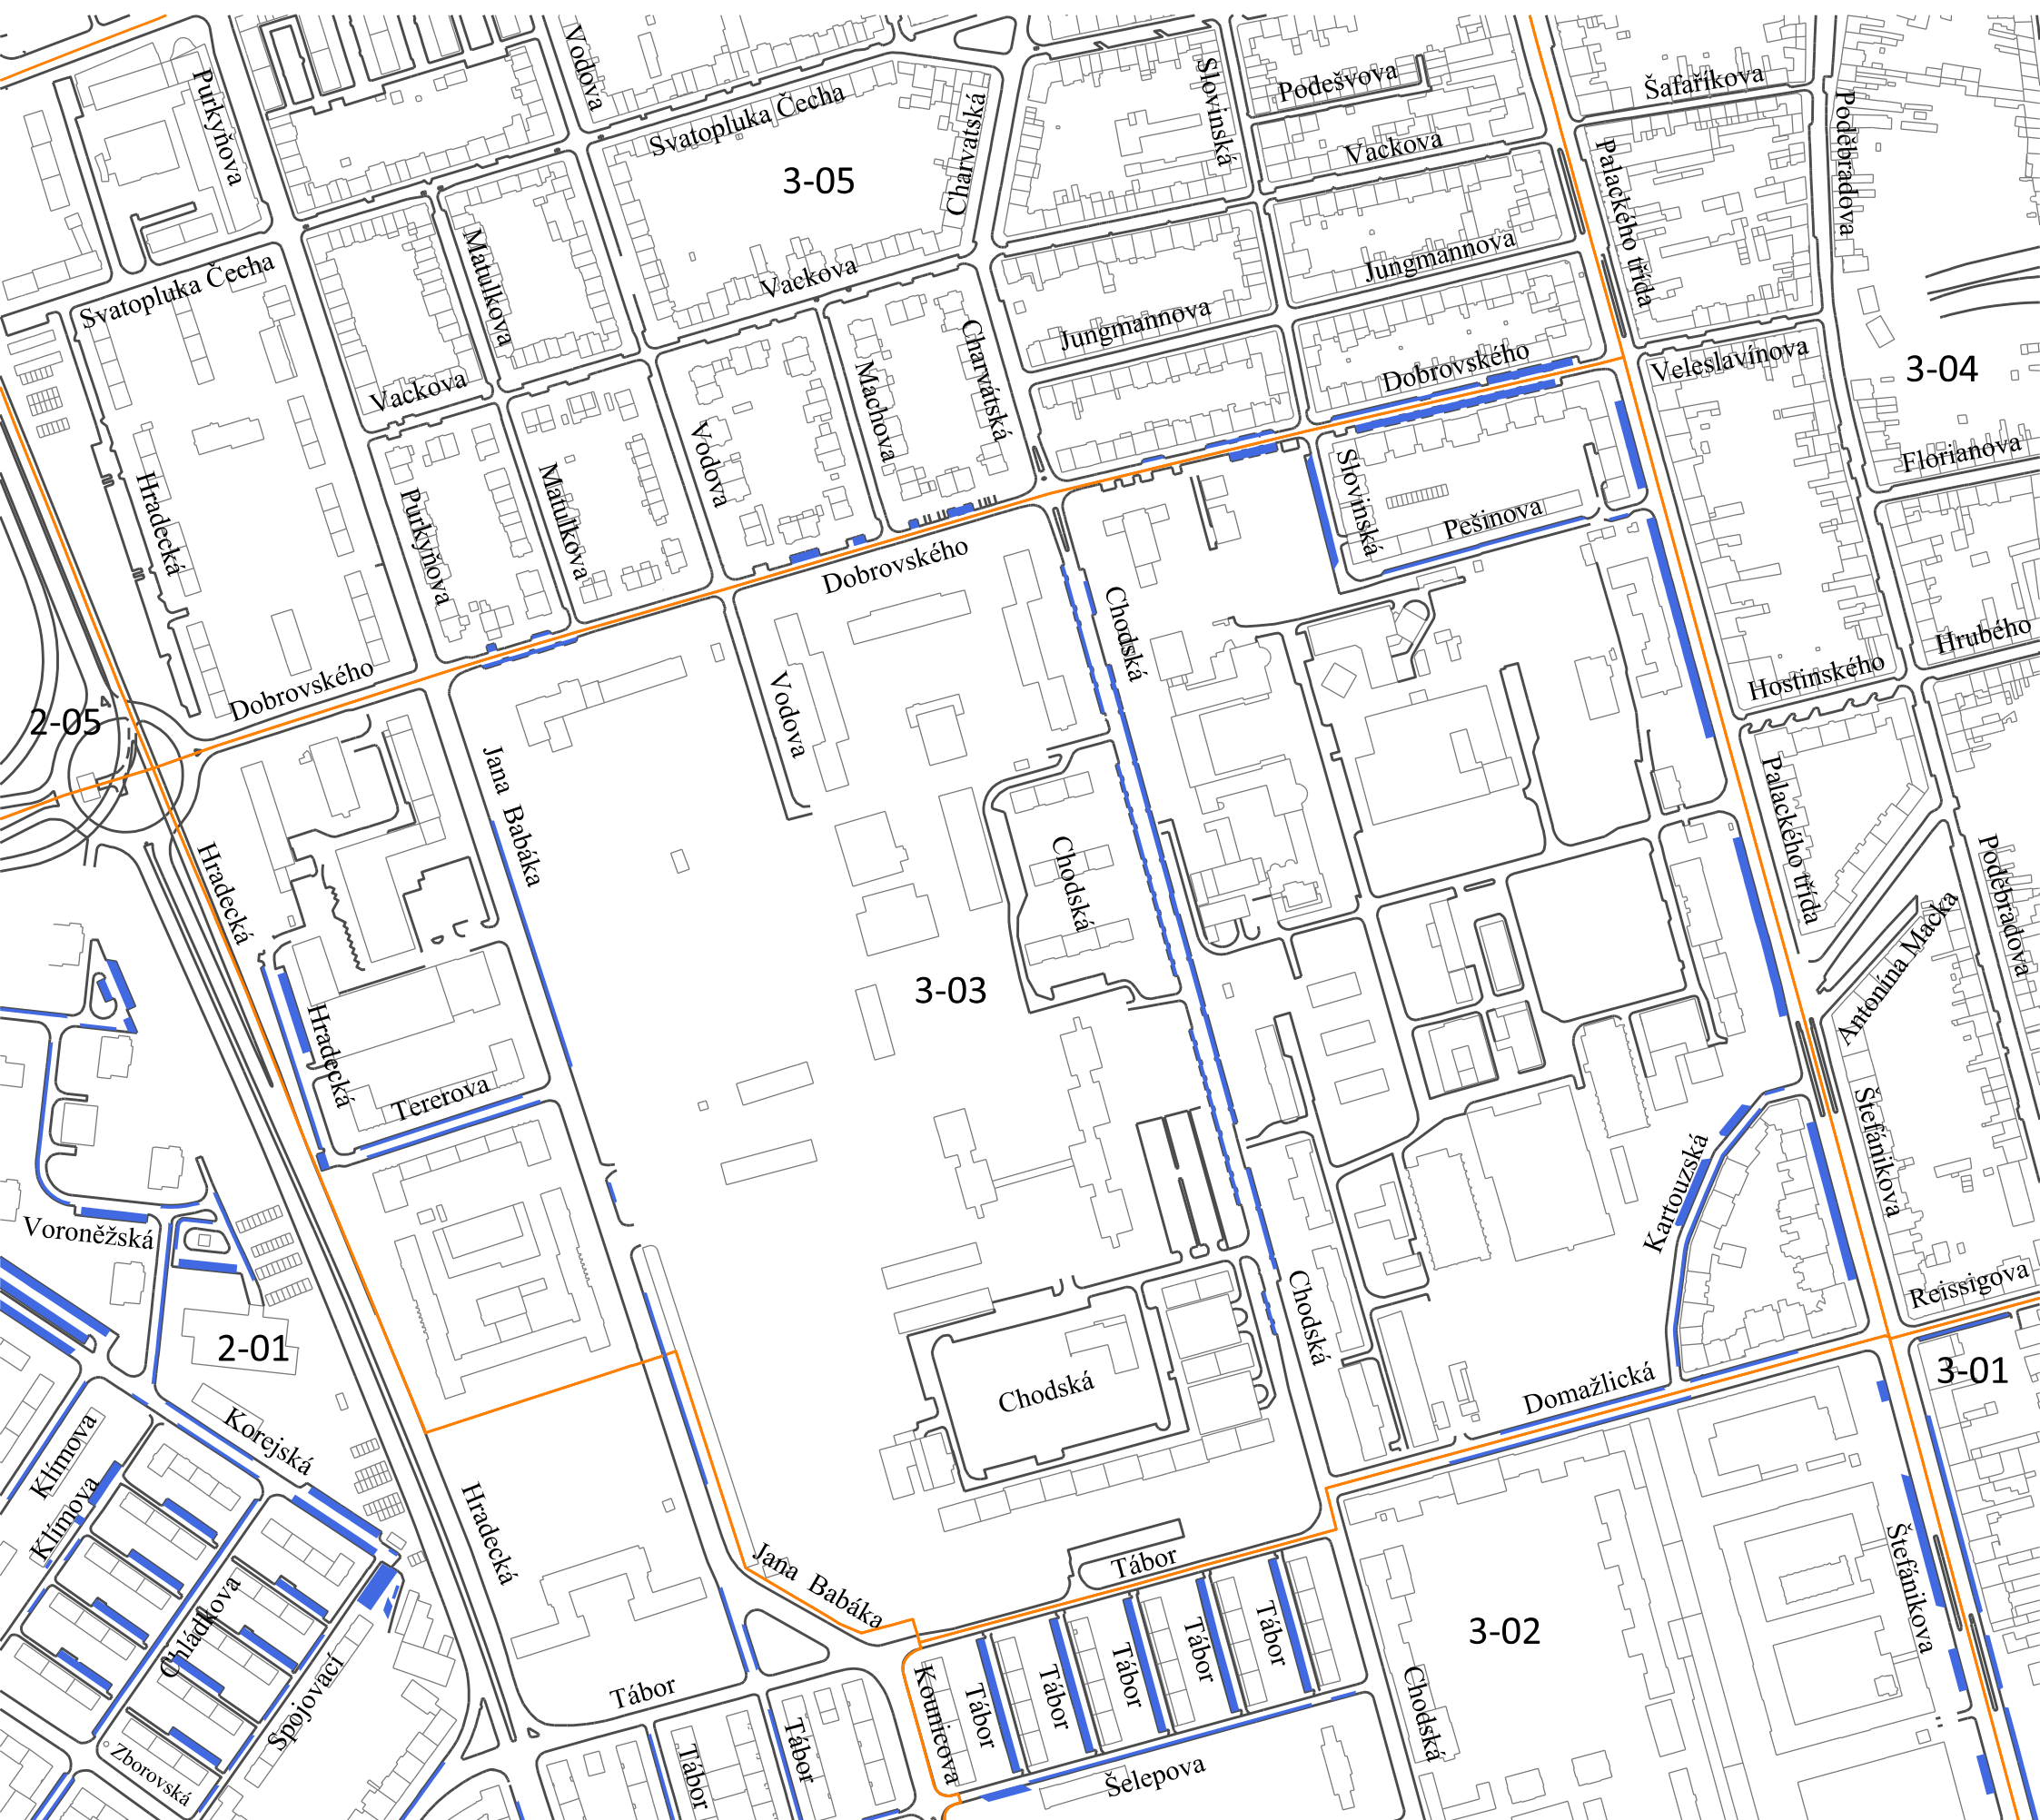 Vodova
Purkyňova
Svatopluka Čecha
Charvatská
Slovinská
Podešvova
Šafaříkova
Vackova
Poděbradova
Palackého třída
3-05
Matulkova
Svatopluka Čecha
Vackova
Jungmannova
Jungmannova
Charvatská
Machova
Vackova
Dobrovského
Veleslavínova
3-04
Vodova
Hradecká
Matulkova
Purkyňova
Slovinská
Pešinova
Florianova
Dobrovského
Chodská
Hrubého
Hostinského
Dobrovského
Vodova
2-05
Jana Babáka
Palackého třída
Hradecká
Chodská
Poděbradova
Antonína Macka
3-03
Hradecká
Tererova
Štefánikova
Kartouzská
Voroněžská
Reissigova
Chodská
2-01
3-01
Domažlická
Chodská
Klímova
Korejská
Klímova
Hradecká
Štefánikova
Jana Babáka
Tábor
3-02
Chládkova
Tábor
Tábor
Tábor
Tábor
Tábor
Tábor
Kounicova
Chodská
Spojovací
Zborovská
Tábor
Tábor
Šelepova